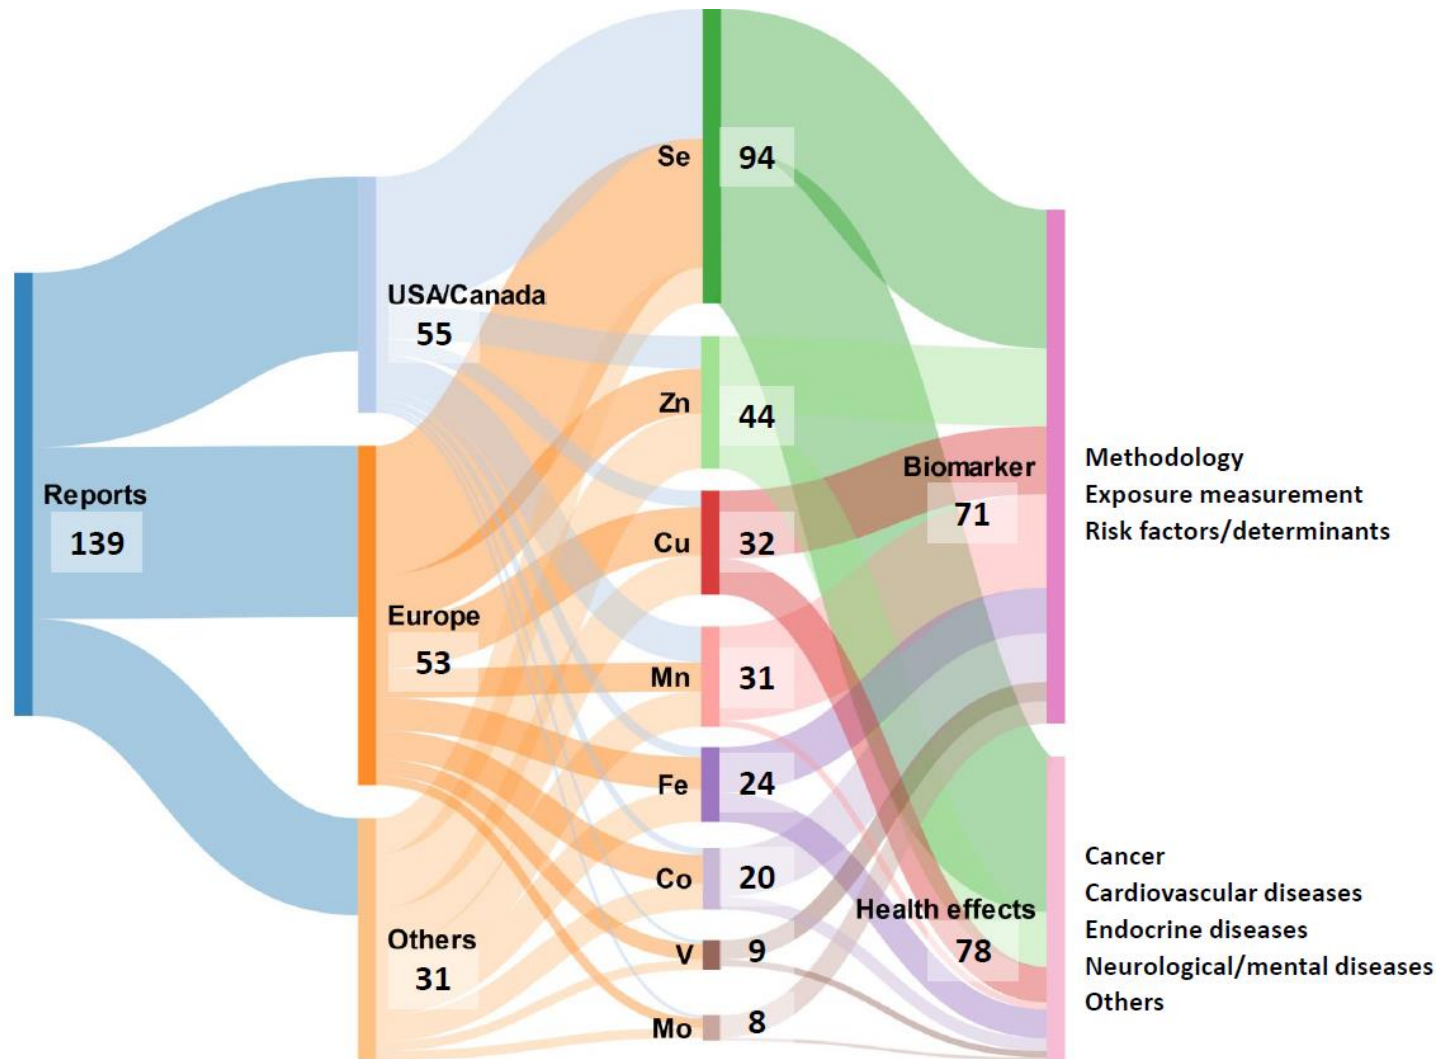 Reports
139
USA/Canada
55
Europe
53
Others
31
Se
94
Zn
44
Cu
32
Mn
31
Fe
24
Co
20
V
9
Mo
8
Biomarker
71
Methodology
Exposure measurement
Risk factors/determinants
Health effects
78
Cancer
Cardiovascular diseases
Endocrine diseases
Neurological/mental diseases
Others